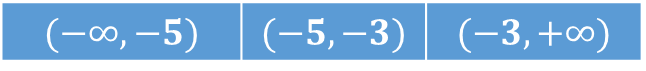 (−∞, −5) (−5, −3) (−3, +∞)